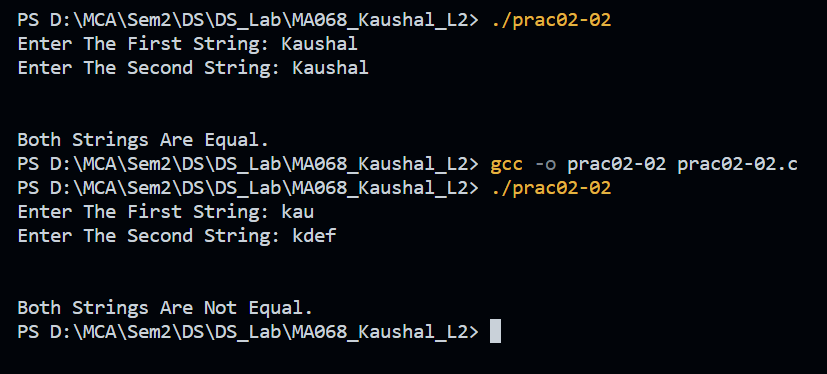 PS D:\MCA\Sem2\DS\DS_Lab\MA068_Kaushal_L2> ./prac02-02
Enter The First String: Kaushal
Enter The Second String: Kaushal
Both Strings Are Equal.
PS D:\MCA\Sem2\DS\DS_Lab\MA068_Kaushal_L2> gcc -o prac02-02 prac02-02.c
PS D:\MCA\Sem2\DS\DS_Lab\MA068_Kaushal_L2> ./prac02-02
Enter The First String: kau
Enter The Second String: kdef
Both Strings Are Not Equal.
PS D:\MCA\Sem2\DS\DS_Lab\MA068_Kaushal_L2>